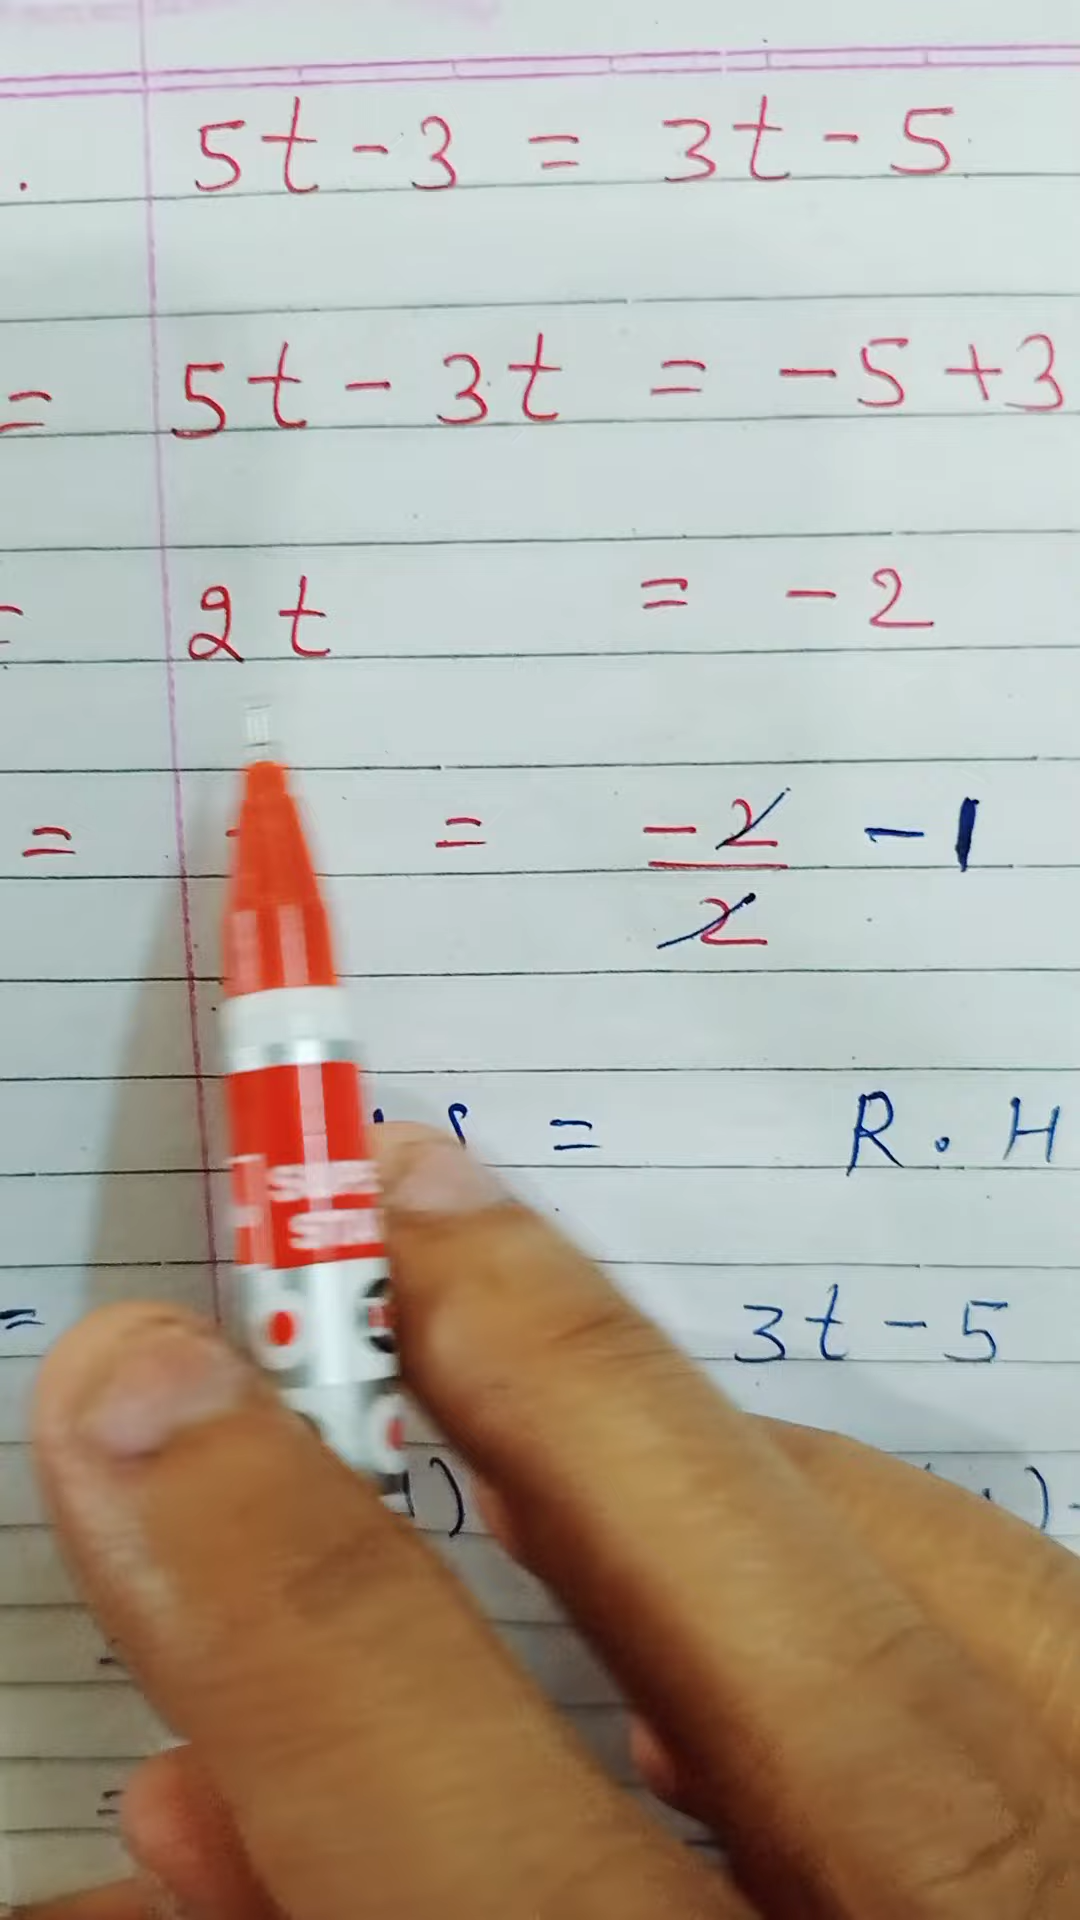 . 5t - 3 = 3t - 5
= 5t - 3t = -5 + 3
= 2t = -2
= = -2/2 -1
S = R. H
= 3t - 5